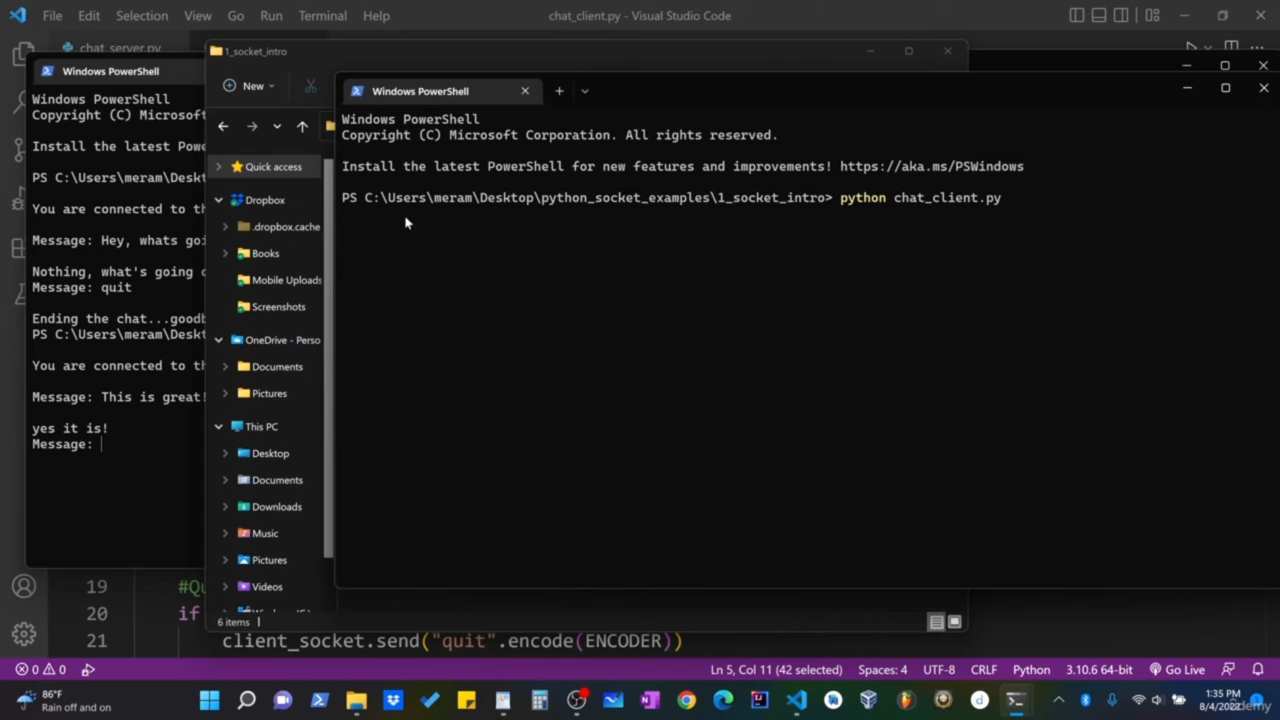 File Edit Selection View Go Run Terminal Help
chat_client.py - Visual Studio Code
chat_server.py
1_socket_intro
Windows PowerShell
Windows PowerShell
Copyright (C) Microsof
Install the latest Powe
PS C:\Users\meram\Deskt
You are connected to th
Message: Hey, whats goi
Nothing, what's going o
Message: quit
Ending the chat...goodb
PS C:\Users\meram\Deskt
You are connected to th
Message: This is great!
yes it is!
Message:
New
Quick access
Dropbox
.dropbox.cache
Books
Mobile Uploads
Screenshots
OneDrive - Perso
Documents
Pictures
This PC
Desktop
Documents
Downloads
Music
Pictures
Videos
6 items
Windows PowerShell
Windows PowerShell
Copyright (C) Microsoft Corporation. All rights reserved.
Install the latest PowerShell for new features and improvements! https://aka.ms/PSWindows
PS C:\Users\meram\Desktop\python_socket_examples\1_socket_intro> python chat_client.py
19 #Qu
20 if
21 client_socket.send("quit".encode(ENCODER))
0 0
Ln 5, Col 11 (42 selected) Spaces: 4 UTF-8 CRLF Python 3.10.6 64-bit Go Live
86°F
Rain off and on
1:35 PM
8/4/2022